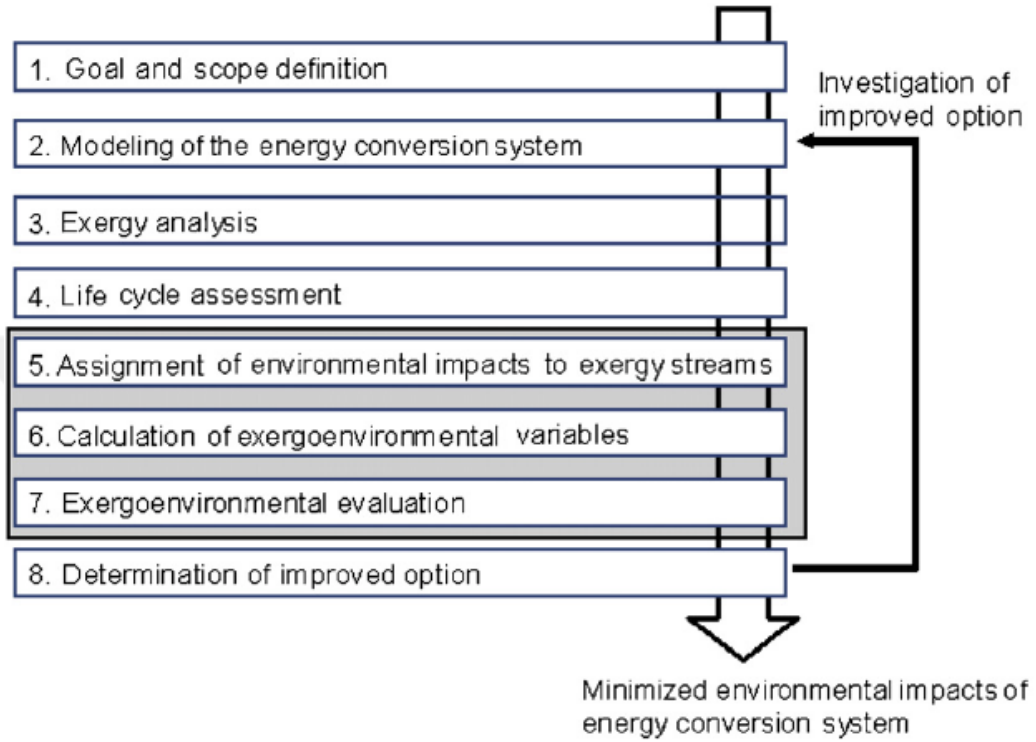 1. Goal and scope definition
Investigation of
improved option
2. Modeling of the energy conversion system
3. Exergy analysis
4. Life cycle assessment
5. Assignment of environmental impacts to exergy streams
6. Calculation of exergoenvironmental variables
7. Exergoenvironmental evaluation
8. Determination of improved option
Minimized environmental impacts of
energy conversion system